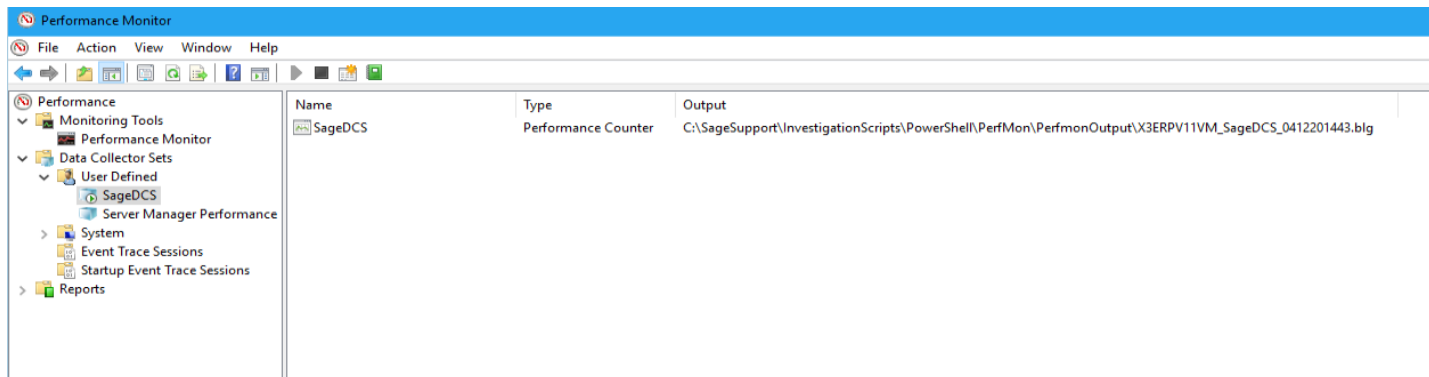 Performance Monitor
File Action View Window Help
Performance
Monitoring Tools
Performance Monitor
Data Collector Sets
User Defined
SageDCS
Server Manager Performance
System
Event Trace Sessions
Startup Event Trace Sessions
Reports
Name Type Output
SageDCS Performance Counter C:\SageSupport\InvestigationScripts\PowerShell\PerfMon\PerfmonOutput\X3ERPV11VM_SageDCS_0412201443.blg